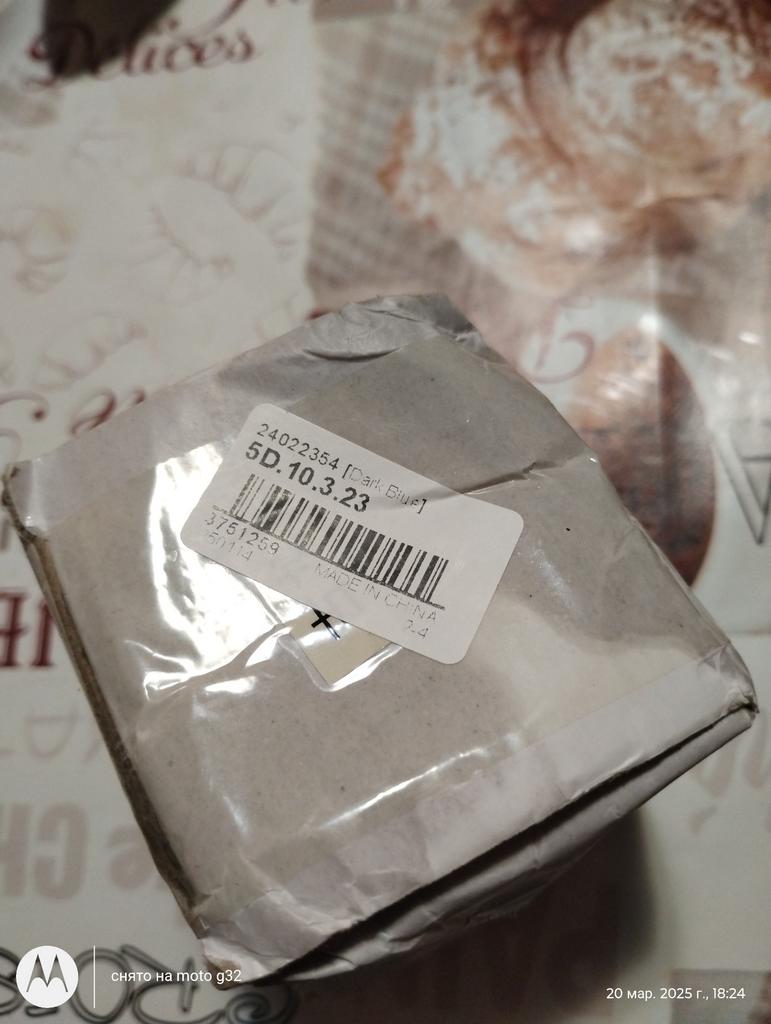 Délices
24022354 [Dark Blue]
5D.10.3.23
3751259
50114
MADE IN CHINA
2.4
снято на moto g32
20 мар. 2025 г., 18:24